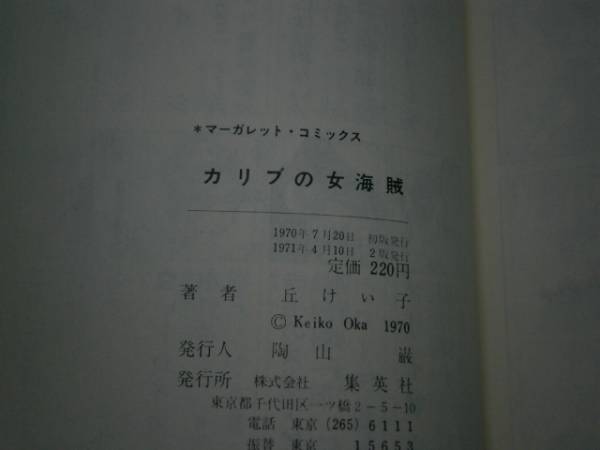 *マーガレット・コミックス
カリブの女海賊
1970年7月20日 初版発行
1971年4月10日 2版発行
定価 220円
著者 丘けい子
© Keiko Oka 1970
発行人 陶山 巌
発行所 株式会社 集英社
東京都千代田区一ツ橋2-5-10
電話 東京 (265) 6111
振替 東京 15653